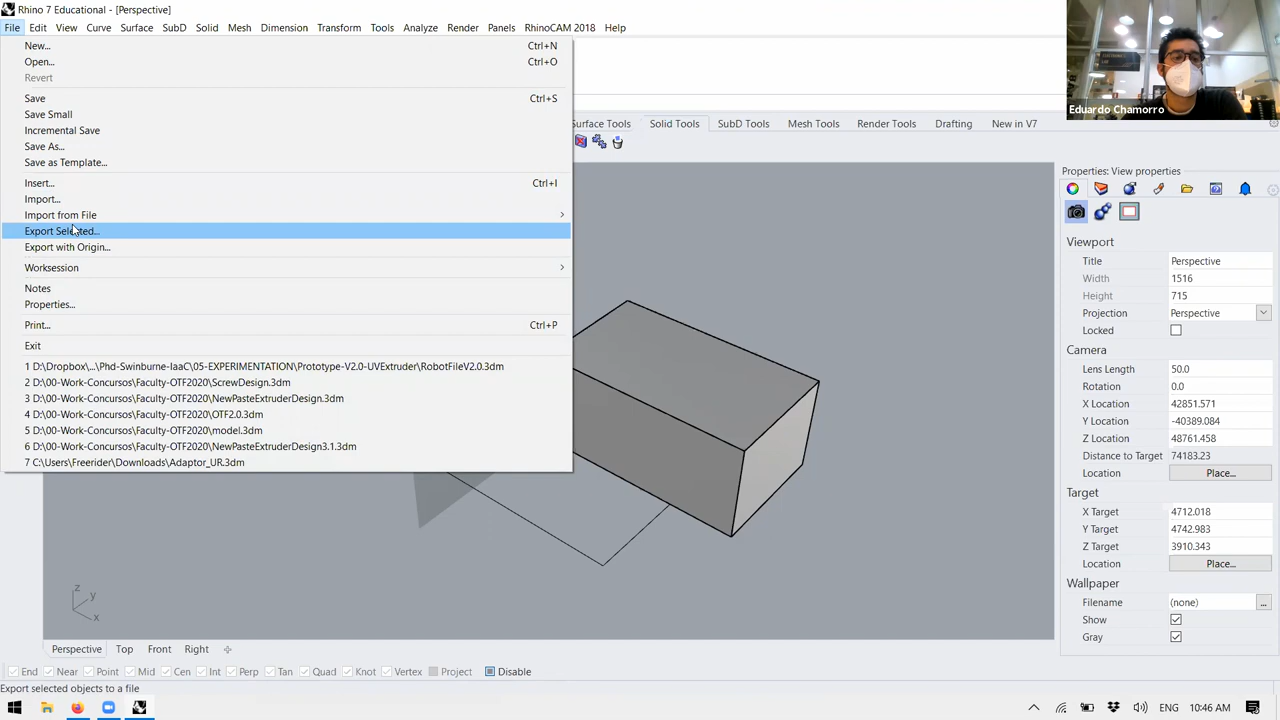 Rhino 7 Educational - [Perspective]
File Edit View Curve Surface SubD Solid Mesh Dimension Transform Tools Analyze Render Panels RhinoCAM 2018 Help
New... Ctrl+N
Open... Ctrl+O
Revert
Save Ctrl+S
Save Small
Incremental Save
Save As...
Save as Template...
Insert... Ctrl+I
Import...
Import from File
Export Selected...
Export with Origin...
Worksession
Notes
Properties...
Print... Ctrl+P
Exit
1 D:\Dropbox\...\Phd-Swinburne-IaaC\05-EXPERIMENTATION\Prototype-V2.0-UVExtruder\RobotFileV2.0.3dm
2 D:\00-Work-Concursos\Faculty-OTF2020\ScrewDesign.3dm
3 D:\00-Work-Concursos\Faculty-OTF2020\NewPasteExtruderDesign.3dm
4 D:\00-Work-Concursos\Faculty-OTF2020\OTF2.0.3dm
5 D:\00-Work-Concursos\Faculty-OTF2020\model.3dm
6 D:\00-Work-Concursos\Faculty-OTF2020\NewPasteExtruderDesign3.1.3dm
7 C:\Users\Freerider\Downloads\Adaptor_UR.3dm
Surface Tools Solid Tools SubD Tools Mesh Tools Render Tools Drafting New in V7
Eduardo Chamorro
Properties: View properties
Viewport
Title Perspective
Width 1516
Height 715
Projection Perspective
Locked
Camera
Lens Length 50.0
Rotation 0.0
X Location 42851.571
Y Location -40389.084
Z Location 48761.458
Distance to Target 74183.23
Location Place...
Target
X Target 4712.018
Y Target 4742.983
Z Target 3910.343
Location Place...
Wallpaper
Filename (none) ...
Show
Gray
z
y
x
Perspective Top Front Right
End Near Point Mid Cen Int Perp Tan Quad Knot Vertex Project Disable
Export selected objects to a file
ENG 10:46 AM